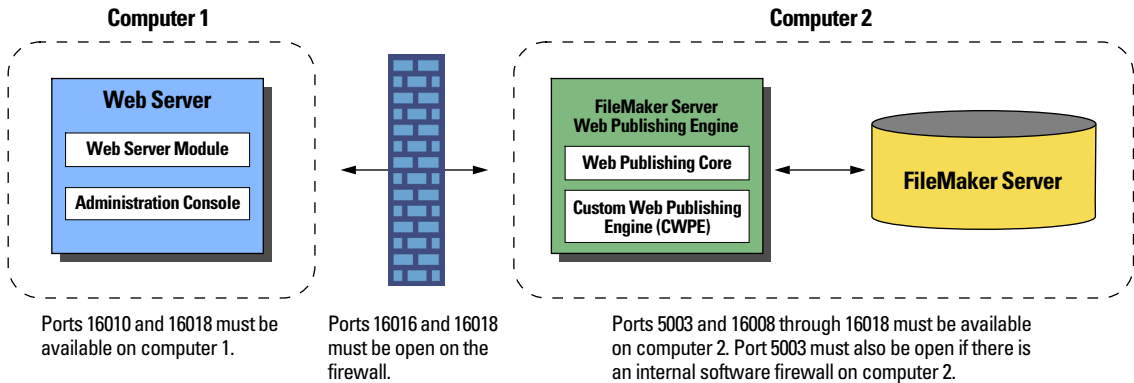 Computer 1
Computer 2
Web Server
Web Server Module
Administration Console
FileMaker Server
Web Publishing Engine
Web Publishing Core
Custom Web Publishing
Engine (CWPE)
FileMaker Server
Ports 16010 and 16018 must be
available on computer 1.
Ports 16016 and 16018
must be open on the
firewall.
Ports 5003 and 16008 through 16018 must be available
on computer 2. Port 5003 must also be open if there is
an internal software firewall on computer 2.